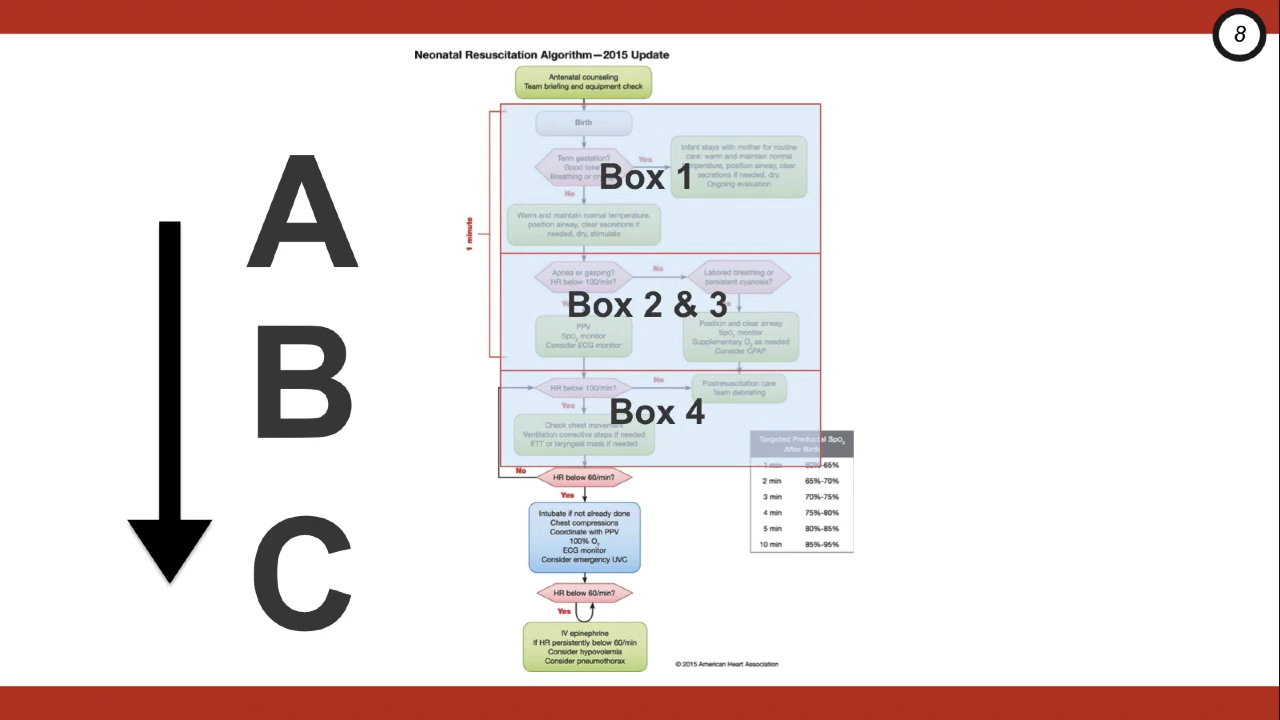 8
Neonatal Resuscitation Algorithm—2015 Update
Antenatal counseling
Team briefing and equipment check
A
B
C
1 minute
Birth
Term gestation?
Good tone?
Breathing or
Yes
No
Infant stays with mother for routine
care: warm and maintain normal
temperature, position airway, clear
secretions if needed, dry.
Ongoing evaluation
Box 1
Warm and maintain normal temperature,
position airway, clear secretions if
needed, dry, stimulate
Apnea or gasping?
HR below 100/min?
No
Labored breathing or
persistent cyanosis?
Box 2 & 3
PPV
SpO₂ monitor
Consider ECG monitor
Position and clear airway
SpO₂ monitor
Supplementary O₂ as needed
Consider CPAP
HR below 100/min?
No
Postresuscitation care
Team debriefing
Yes
Box 4
Check chest movement
Ventilation corrective steps if needed
ETT or laryngeal mask if needed
No
HR below 60/min?
Yes
Intubate if not already done
Chest compressions
Coordinate with PPV
100% O₂
ECG monitor
Consider emergency UVC
HR below 60/min?
Yes
IV epinephrine
If HR persistently below 60/min
Consider hypovolemia
Consider pneumothorax
Targeted Preductal SpO₂
After Birth
1 min 60%-65%
2 min 65%-70%
3 min 70%-75%
4 min 75%-80%
5 min 80%-85%
10 min 85%-95%
© 2015 American Heart Association